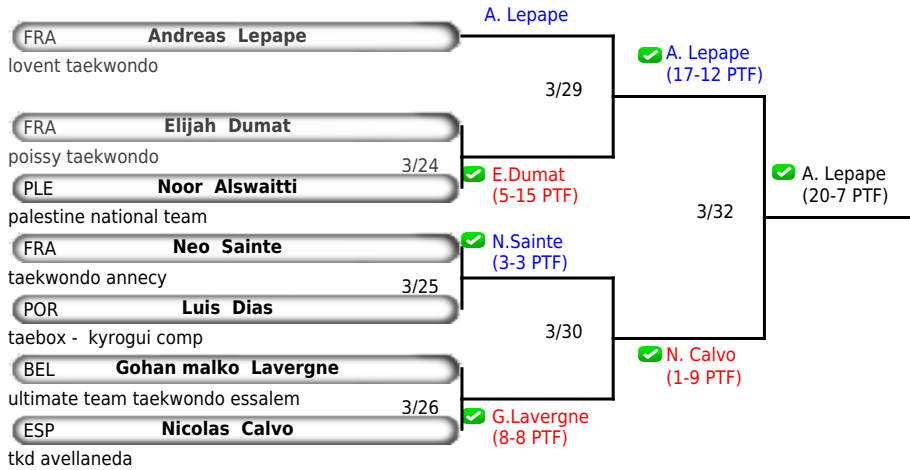 A. Lepape
FRA Andreas Lepape
lovent taekwondo
A. Lepape
(17-12 PTF)
3/29
FRA Elijah Dumat
poissy taekwondo
3/24
E.Dumat
(5-15 PTF)
PLE Noor Alswaitti
palestine national team
A. Lepape
(20-7 PTF)
3/32
FRA Neo Sainte
taekwondo annecy
N.Sainte
(3-3 PTF)
3/25
POR Luis Dias
taebox - kyrogui comp
3/30
BEL Gohan malko Lavergne
ultimate team taekwondo essalem
N. Calvo
(1-9 PTF)
3/26
G.Lavergne
(8-8 PTF)
ESP Nicolas Calvo
tkd avellaneda